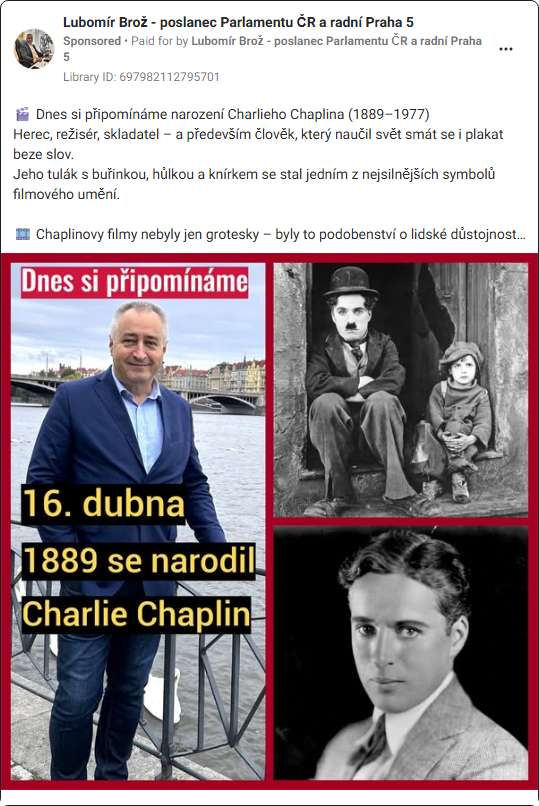 Lubomír Brož - poslanec Parlamentu ČR a radní Praha 5
Sponsored • Paid for by Lubomír Brož - poslanec Parlamentu ČR a radní Praha
5
Library ID: 697982112795701
🎬 Dnes si připomínáme narození Charlieho Chaplina (1889–1977)
Herec, režisér, skladatel – a především člověk, který naučil svět smát se i plakat
beze slov.
Jeho tulák s buřinkou, hůlkou a knírkem se stal jedním z nejsilnějších symbolů
filmového umění.
🎞️ Chaplinovy filmy nebyly jen grotesky – byly to podobenství o lidské důstojnost...
Dnes si připomínáme
16. dubna
1889 se narodil
Charlie Chaplin